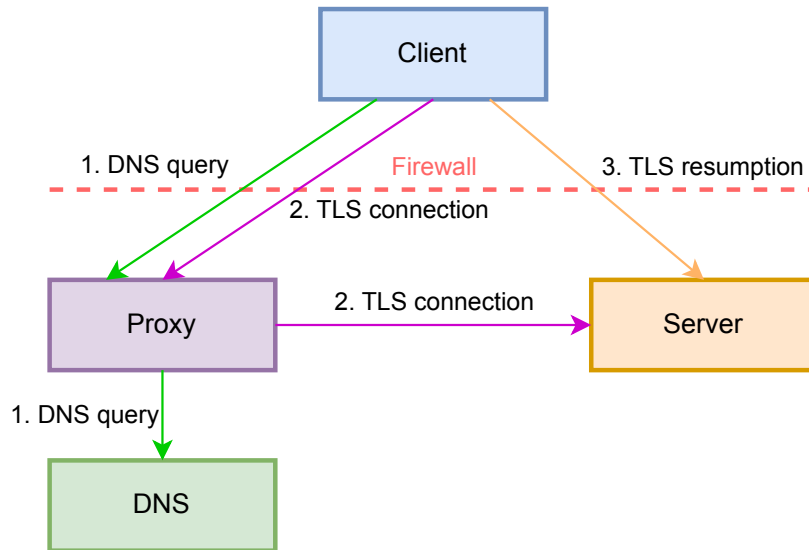 Client
1. DNS query
Firewall
3. TLS resumption
2. TLS connection
Proxy
2. TLS connection
Server
1. DNS query
DNS